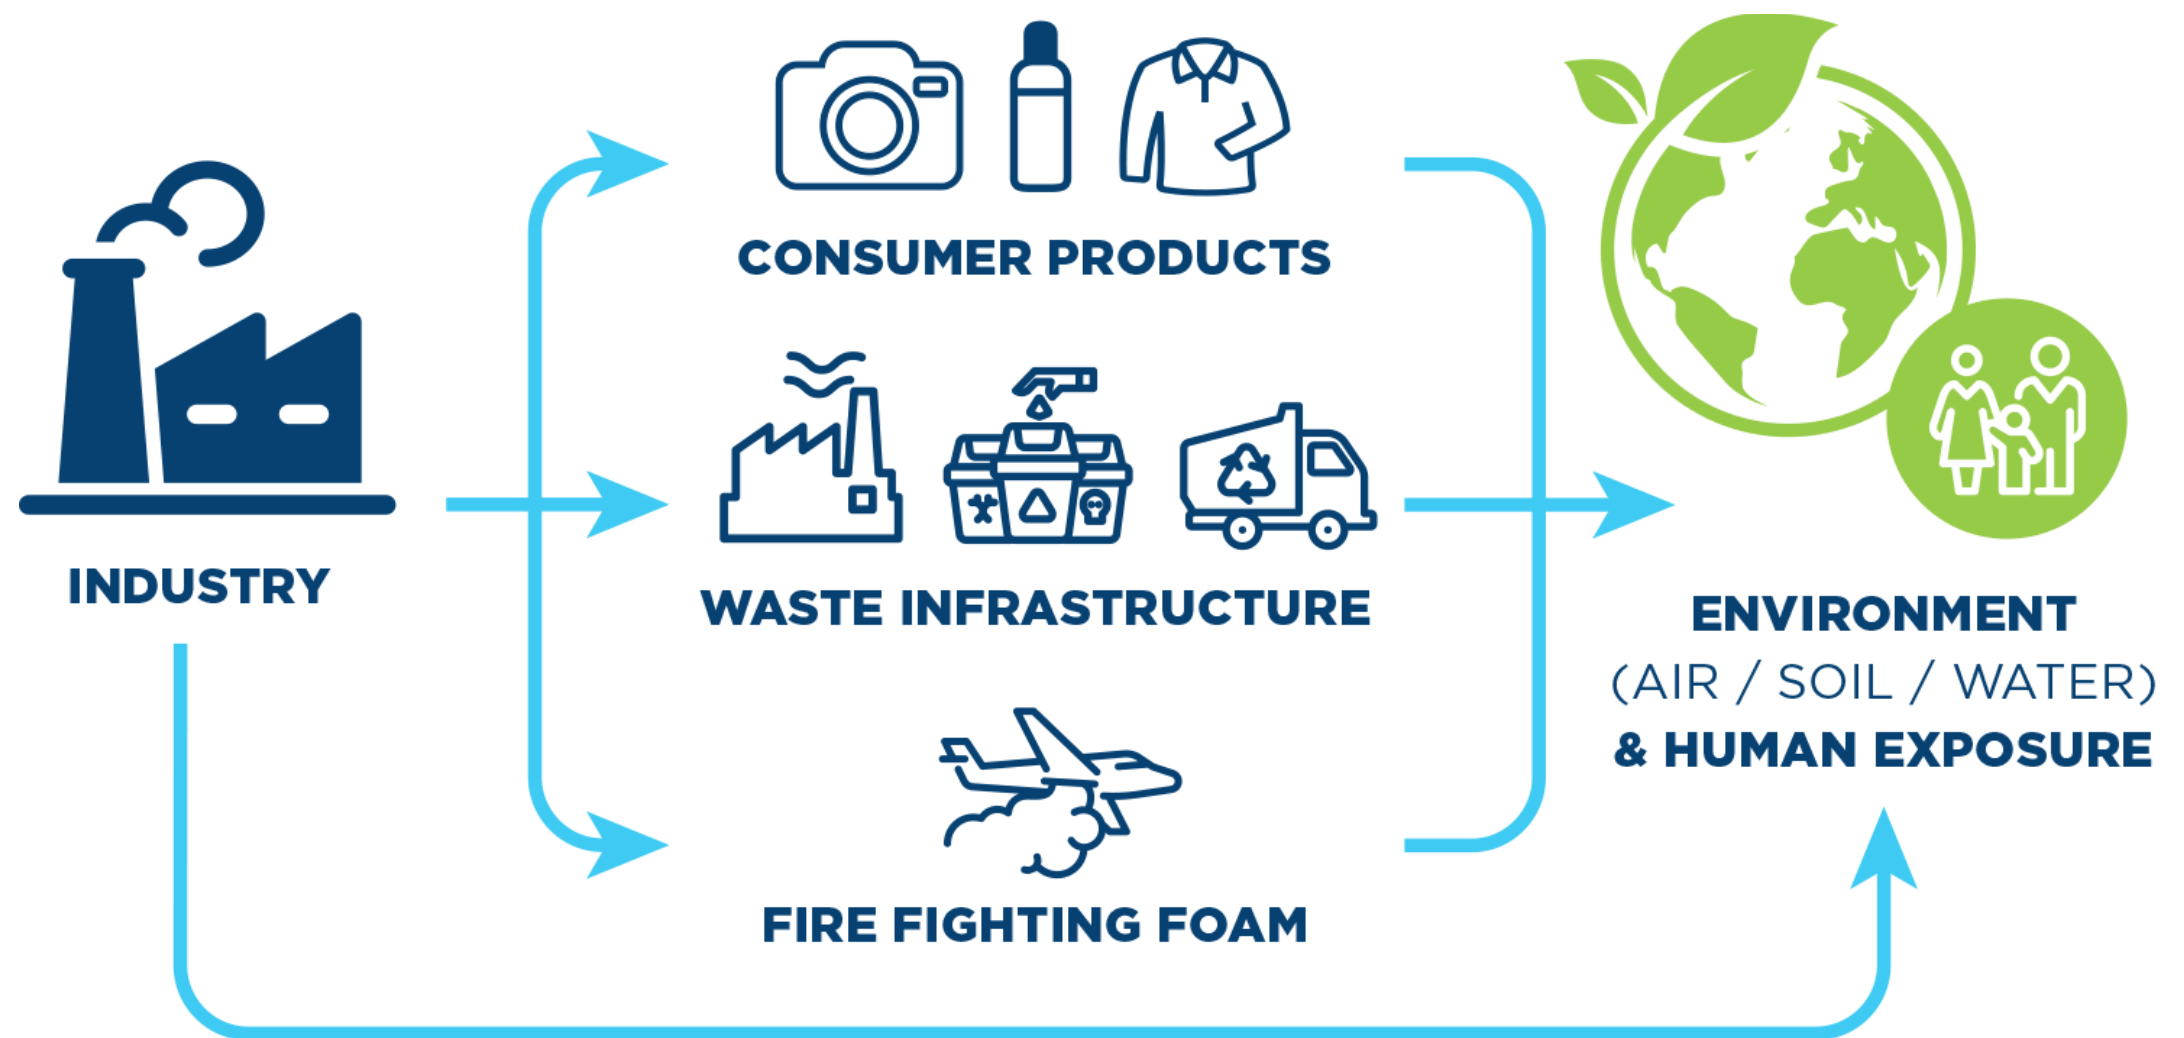 INDUSTRY
CONSUMER PRODUCTS
WASTE INFRASTRUCTURE
FIRE FIGHTING FOAM
ENVIRONMENT
(AIR / SOIL / WATER)
& HUMAN EXPOSURE